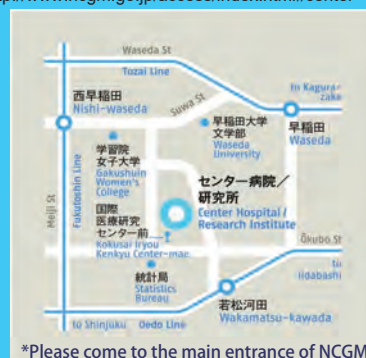 Waseda St
Tozai Line
to Kagura-
zaka
西早稲田
Nishi-waseda
Suwa St
早稲田大学
文学部
Waseda
University
早稲田
Waseda
学習院
女子大学
Gakushuin
Women's
College
Meiji St
Fukutoshin Line
センター病院／
研究所
Center Hospital /
Research Institute
国際
医療研究
センター前
Kokusai Iryou
Kenkyu Center-mae
Ōkubo St
to
Iidabashi
統計局
Statistics
Bureau
若松河田
Wakamatsu-kawada
to Shinjuku
Oedo Line
*Please come to the main entrance of NCGM